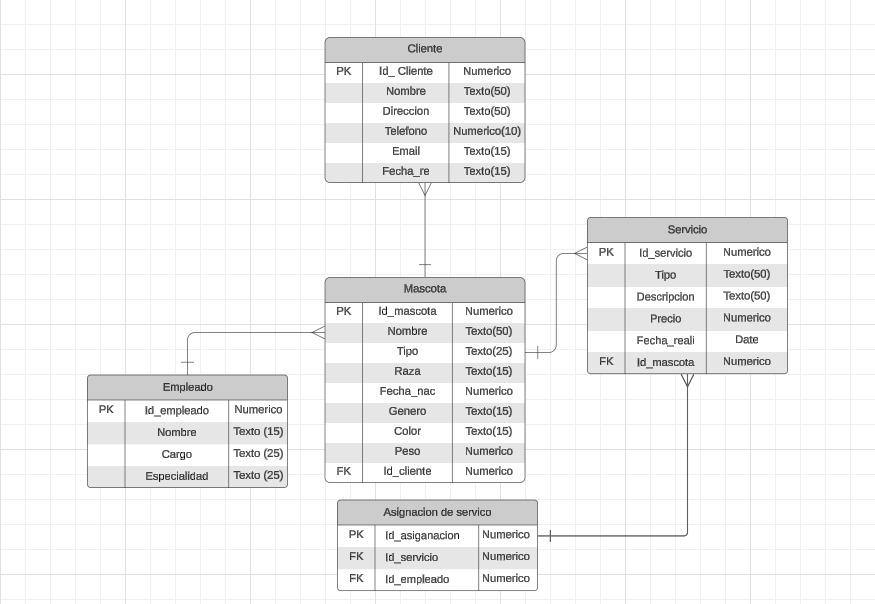 Cliente
PK Id_ Cliente Numerico
Nombre Texto(50)
Direccion Texto(50)
Telefono Numerico(10)
Email Texto(15)
Fecha_re Texto(15)
Servicio
PK Id_servicio Numerico
Tipo Texto(50)
Descripcion Texto(50)
Precio Numerico
Fecha_reali Date
FK Id_mascota Numerico
Mascota
PK Id_mascota Numerico
Nombre Texto(50)
Tipo Texto(25)
Raza Texto(15)
Fecha_nac Numerico
Genero Texto(15)
Color Texto(15)
Peso Numerico
FK Id_cliente Numerico
Empleado
PK Id_empleado Numerico
Nombre Texto (15)
Cargo Texto (25)
Especialidad Texto (25)
Asignacion de servico
PK Id_asiganacion Numerico
FK Id_servicio Numerico
FK Id_empleado Numerico